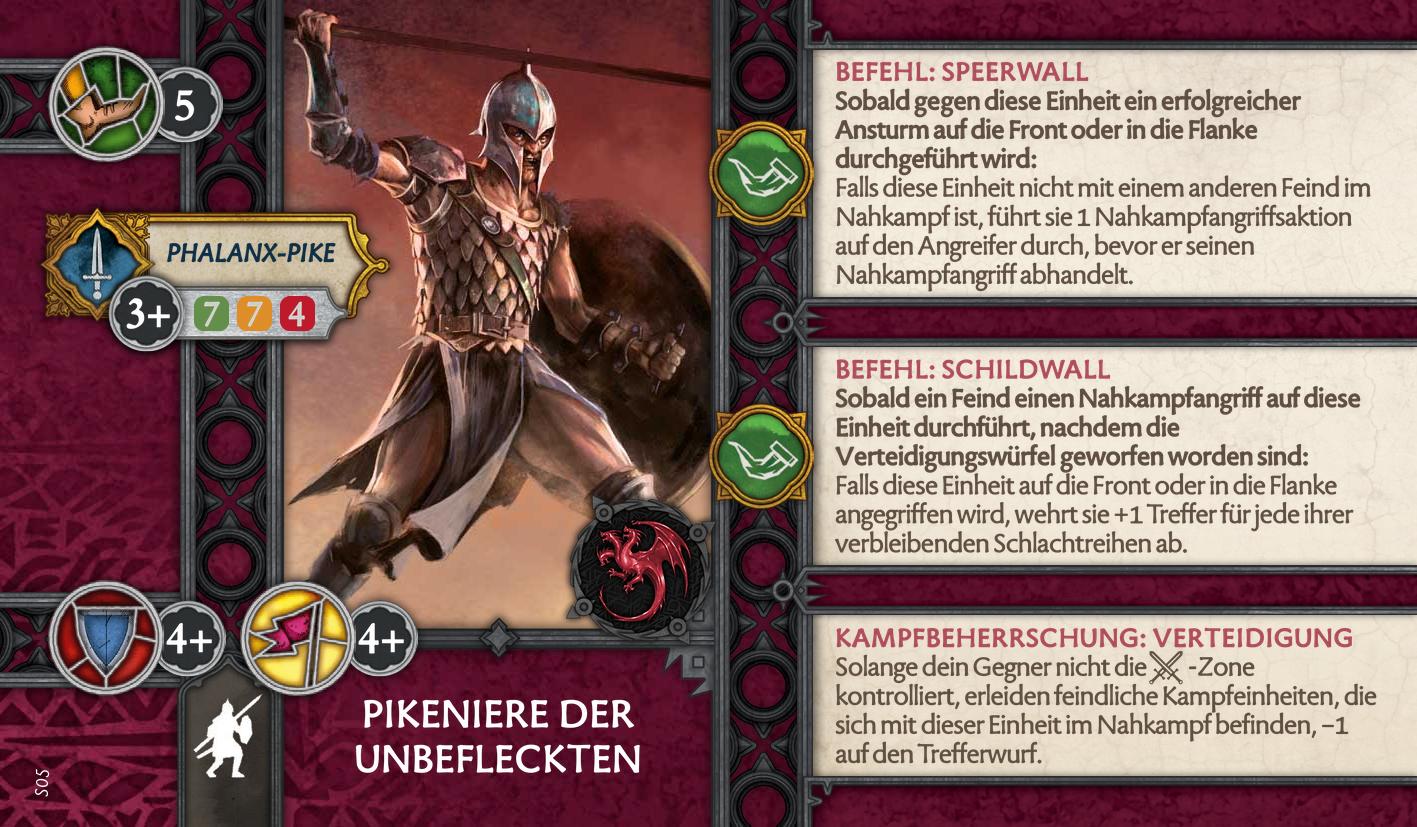 5
PHALANX-PIKE
3+ 7 7 4
4+ 4+
PIKENIERE DER
UNBEFLECKTEN
S05
BEFEHL: SPEERWALL
Sobald gegen diese Einheit ein erfolgreicher
Ansturm auf die Front oder in die Flanke
durchgeführt wird:
Falls diese Einheit nicht mit einem anderen Feind im
Nahkampf ist, führt sie 1 Nahkampfangriffsaktion
auf den Angreifer durch, bevor er seinen
Nahkampfangriff abhandelt.
BEFEHL: SCHILDWALL
Sobald ein Feind einen Nahkampfangriff auf diese
Einheit durchführt, nachdem die
Verteidigungswürfel geworfen worden sind:
Falls diese Einheit auf die Front oder in die Flanke
angegriffen wird, wehrt sie +1 Treffer für jede ihrer
verbleibenden Schlachtreihen ab.
KAMPFBEHERRSCHUNG: VERTEIDIGUNG
Solange dein Gegner nicht die -Zone
kontrolliert, erleiden feindliche Kampfeinheiten, die
sich mit dieser Einheit im Nahkampf befinden, –1
auf den Trefferwurf.